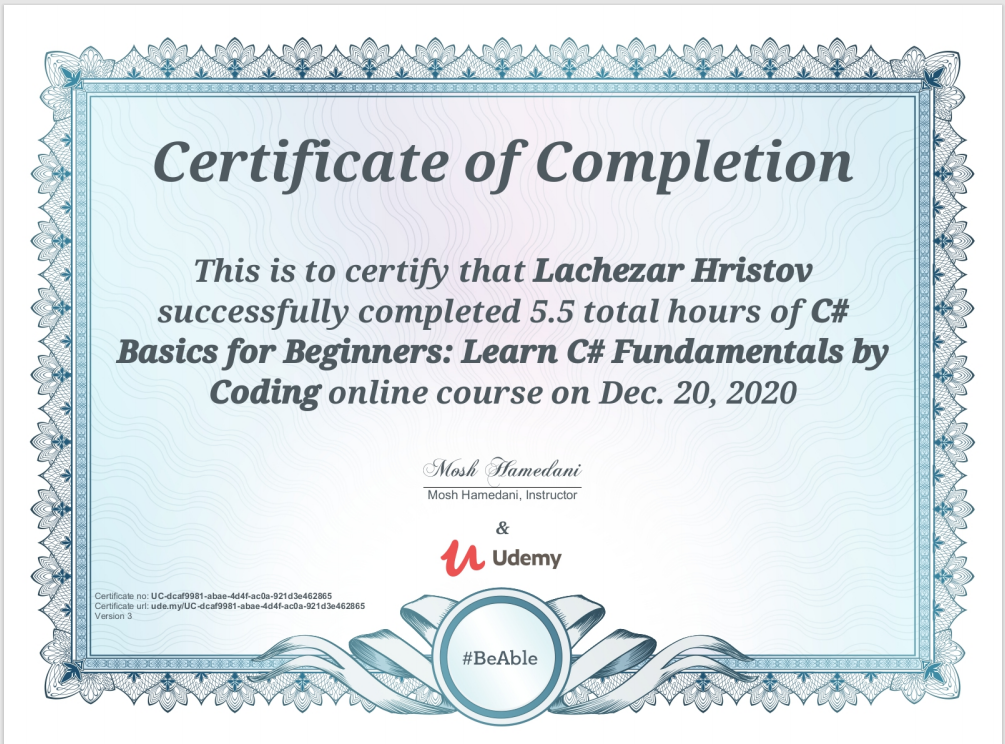 Certificate of Completion
This is to certify that Lachezar Hristov
successfully completed 5.5 total hours of C#
Basics for Beginners: Learn C# Fundamentals by
Coding online course on Dec. 20, 2020
Mosh Hamedani
Mosh Hamedani, Instructor
&
Udemy
Certificate no: UC-dcaf9981-abae-4d4f-ac0a-921d3e462865
Certificate url: ude.my/UC-dcaf9981-abae-4d4f-ac0a-921d3e462865
Version 3
#BeAble